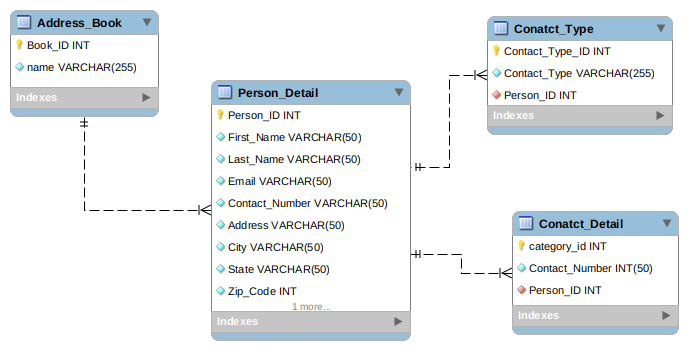 Address_Book
Book_ID INT
name VARCHAR(255)
Indexes
Person_Detail
Person_ID INT
First_Name VARCHAR(50)
Last_Name VARCHAR(50)
Email VARCHAR(50)
Contact_Number VARCHAR(50)
Address VARCHAR(50)
City VARCHAR(50)
State VARCHAR(50)
Zip_Code INT
1 more...
Indexes
Conatct_Type
Contact_Type_ID INT
Contact_Type VARCHAR(255)
Person_ID INT
Indexes
Conatct_Detail
category_id INT
Contact_Number INT(50)
Person_ID INT
Indexes